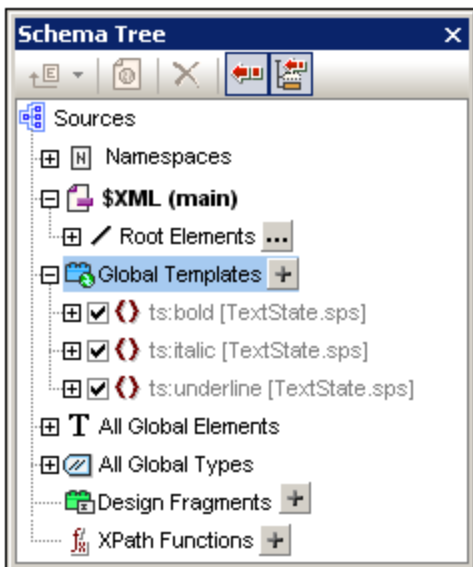 Schema Tree
Sources
Namespaces
$XML (main)
Root Elements ...
Global Templates +
ts:bold [TextState.sps]
ts:italic [TextState.sps]
ts:underline [TextState.sps]
T All Global Elements
All Global Types
Design Fragments +
XPath Functions +